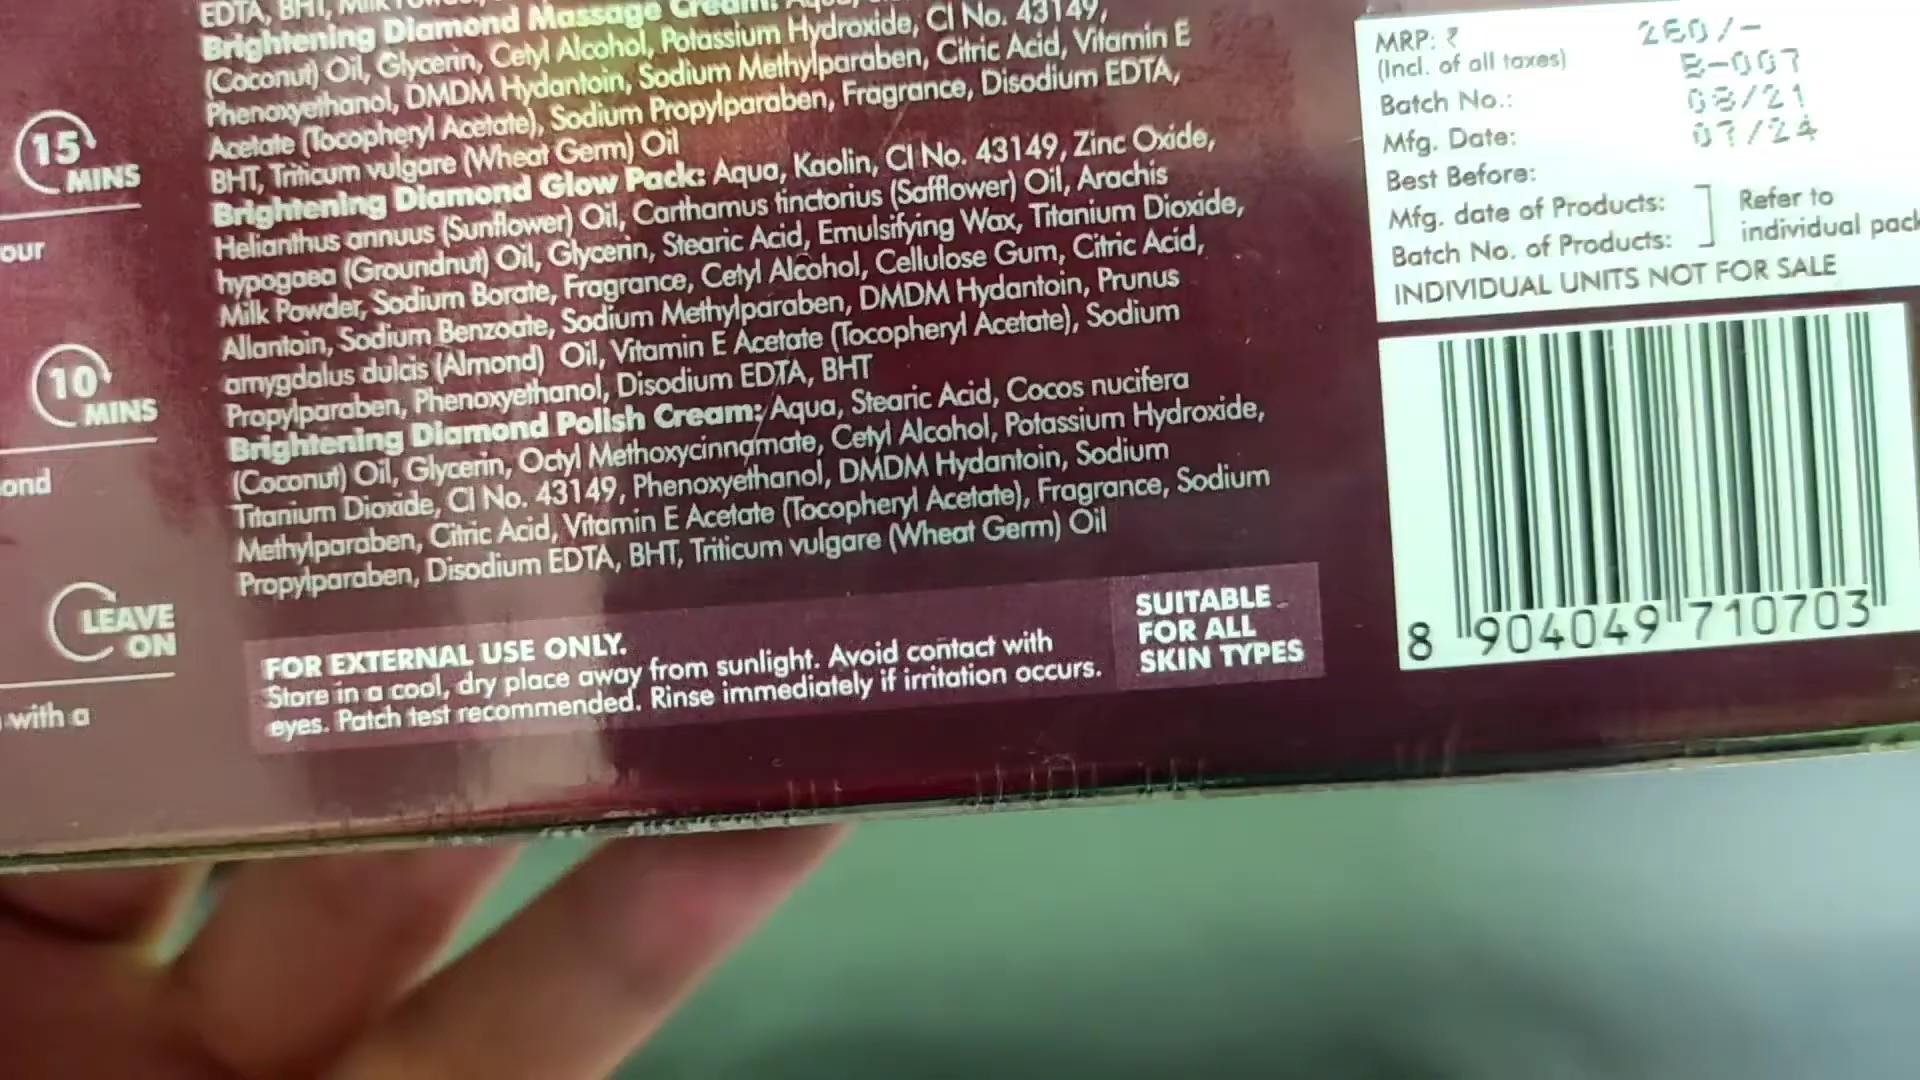 EDTA, BHT, Milk
Brightening Diamond Massage Cream:
(Coconut) Oil, Glycerin, Cetyl Alcohol, Potassium Hydroxide, CI No. 43149,
Phenoxyethanol, DMDM Hydantoin, Sodium Methylparaben, Citric Acid, Vitamin E
Acetate (Tocopheryl Acetate), Sodium Propylparaben, Fragrance, Disodium EDTA,
BHT, Triticum vulgare (Wheat Germ) Oil
Brightening Diamond Glow Pack: Aqua, Kaolin, CI No. 43149, Zinc Oxide,
Helianthus annuus (Sunflower) Oil, Carthamus tinctorius (Safflower) Oil, Arachis
hypogaea (Groundnut) Oil, Glycerin, Stearic Acid, Emulsifying Wax, Titanium Dioxide,
Milk Powder, Sodium Borate, Fragrance, Cetyl Alcohol, Cellulose Gum, Citric Acid,
Allantoin, Sodium Benzoate, Sodium Methylparaben, DMDM Hydantoin, Prunus
amygdalus dulcis (Almond) Oil, Vitamin E Acetate (Tocopheryl Acetate), Sodium
Propylparaben, Phenoxyethanol, Disodium EDTA, BHT
Brightening Diamond Polish Cream: Aqua, Stearic Acid, Cocos nucifera
(Coconut) Oil, Glycerin, Octyl Methoxycinnamate, Cetyl Alcohol, Potassium Hydroxide,
Titanium Dioxide, CI No. 43149, Phenoxyethanol, DMDM Hydantoin, Sodium
Methylparaben, Citric Acid, Vitamin E Acetate (Tocopheryl Acetate), Fragrance, Sodium
Propylparaben, Disodium EDTA, BHT, Triticum vulgare (Wheat Germ) Oil
FOR EXTERNAL USE ONLY.
Store in a cool, dry place away from sunlight. Avoid contact with
eyes. Patch test recommended. Rinse immediately if irritation occurs.
SUITABLE
FOR ALL
SKIN TYPES
15
MINS
our
10
MINS
ond
LEAVE
ON
with a
MRP: ₹ 260/-
(Incl. of all taxes)
B-007
Batch No.:
08/21
Mfg. Date:
07/24
Best Before:
Mfg. date of Products:
Batch No. of Products:
Refer to
individual pack
INDIVIDUAL UNITS NOT FOR SALE
8 904049 710703